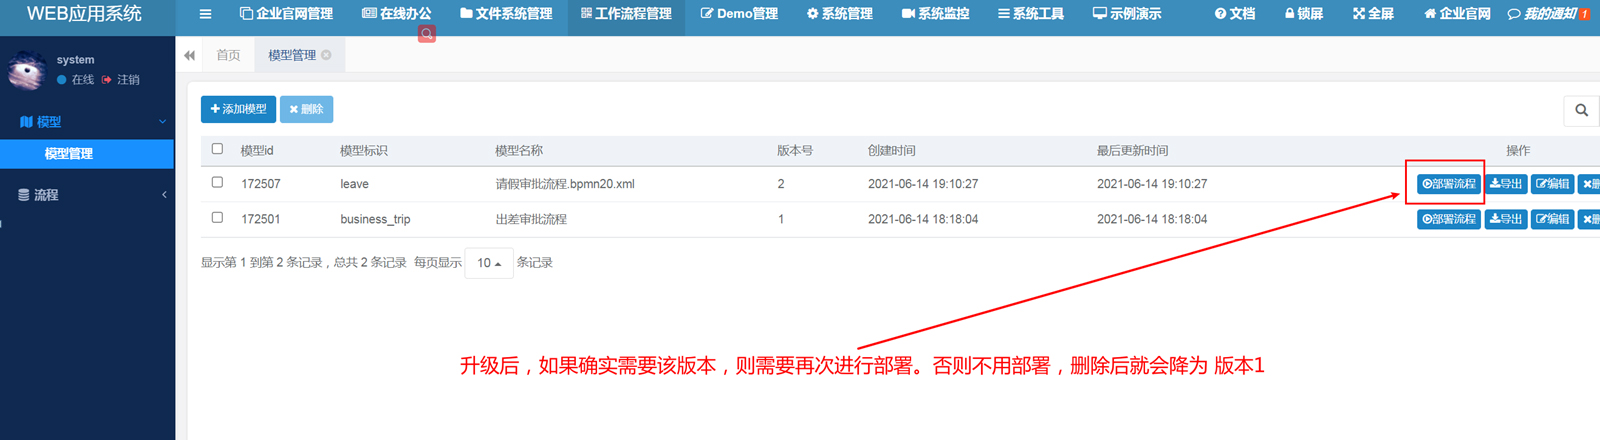 WEB应用系统
企业官网管理 在线办公 文件系统管理 工作流程管理 Demo管理 系统管理 系统监控 系统工具 示例演示 文档 锁屏 全屏 企业官网 我的通知 1
system
在线 注销
首页 模型管理
模型
模型管理
流程
添加模型 删除
模型id 模型标识 模型名称 版本号 创建时间 最后更新时间 操作
172507 leave 请假审批流程.bpmn20.xml 2 2021-06-14 19:10:27 2021-06-14 19:10:27 部署流程 导出 编辑
172501 business_trip 出差审批流程 1 2021-06-14 18:18:04 2021-06-14 18:18:04 部署流程 导出 编辑
显示第 1 到第 2 条记录，总共 2 条记录 每页显示 10 条记录
升级后，如果确实需要该版本，则需要再次进行部署。否则不用部署，删除后就会降为 版本1